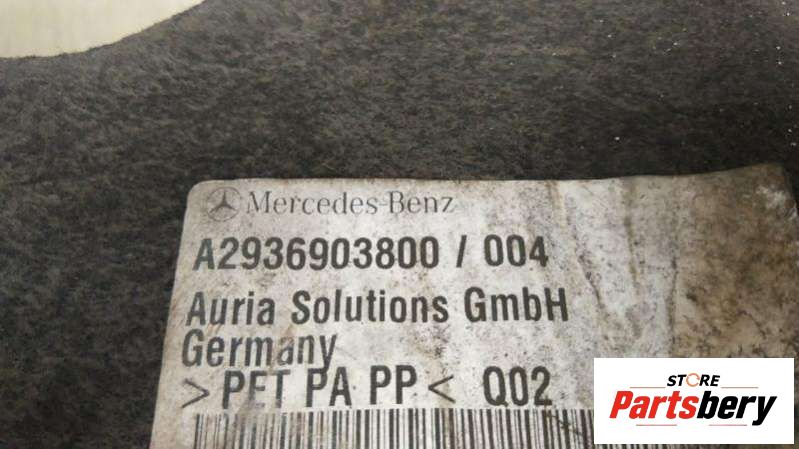 Mercedes-Benz
A2936903800 / 004
Auria Solutions GmbH
Germany
> PET PA PP < Q02
STORE
Partsbery